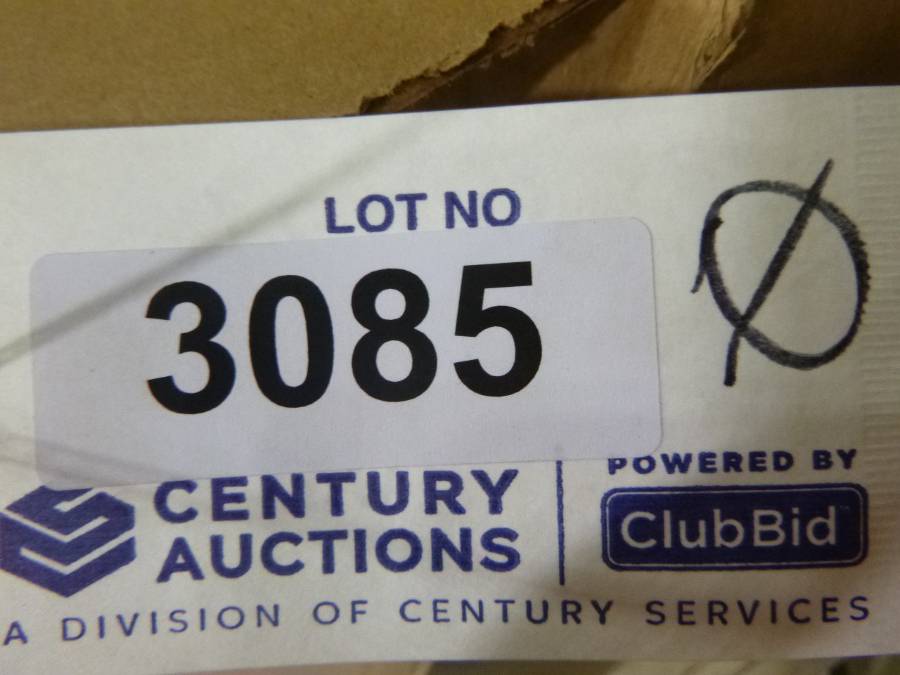 LOT NO
3085
Ø
CENTURY
AUCTIONS
POWERED BY
ClubBid
A DIVISION OF CENTURY SERVICES